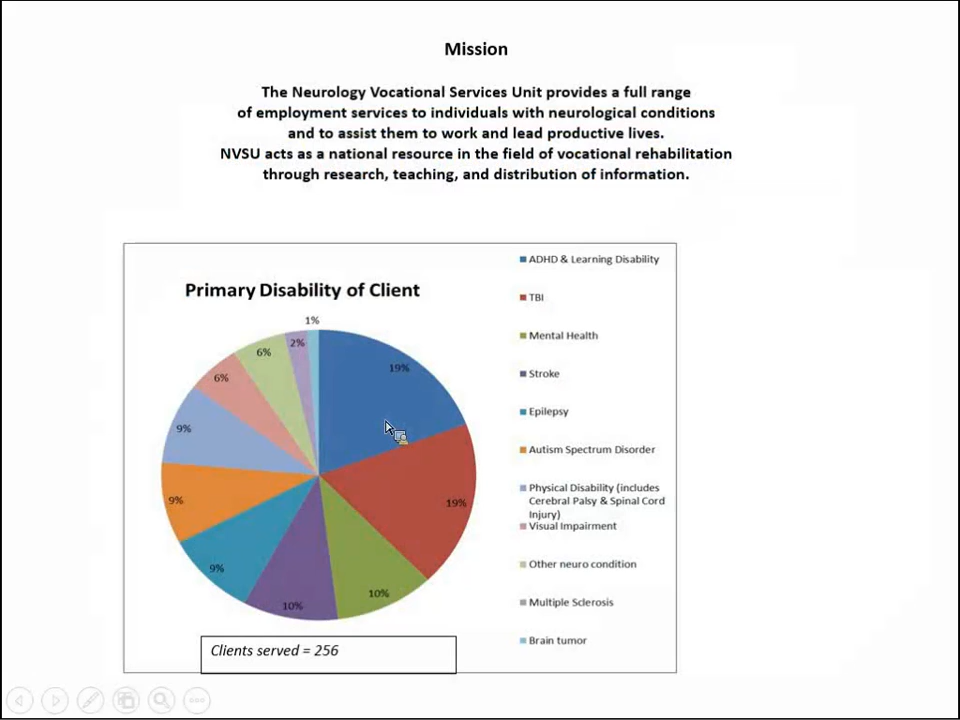 Mission
The Neurology Vocational Services Unit provides a full range
of employment services to individuals with neurological conditions
and to assist them to work and lead productive lives.
NVSU acts as a national resource in the field of vocational rehabilitation
through research, teaching, and distribution of information.
Primary Disability of Client
1%
2%
6%
6%
9%
9%
9%
10%
10%
19%
19%
ADHD & Learning Disability
TBI
Mental Health
Stroke
Epilepsy
Autism Spectrum Disorder
Physical Disability (includes
Cerebral Palsy & Spinal Cord
Injury)
Visual Impairment
Other neuro condition
Multiple Sclerosis
Brain tumor
Clients served = 256